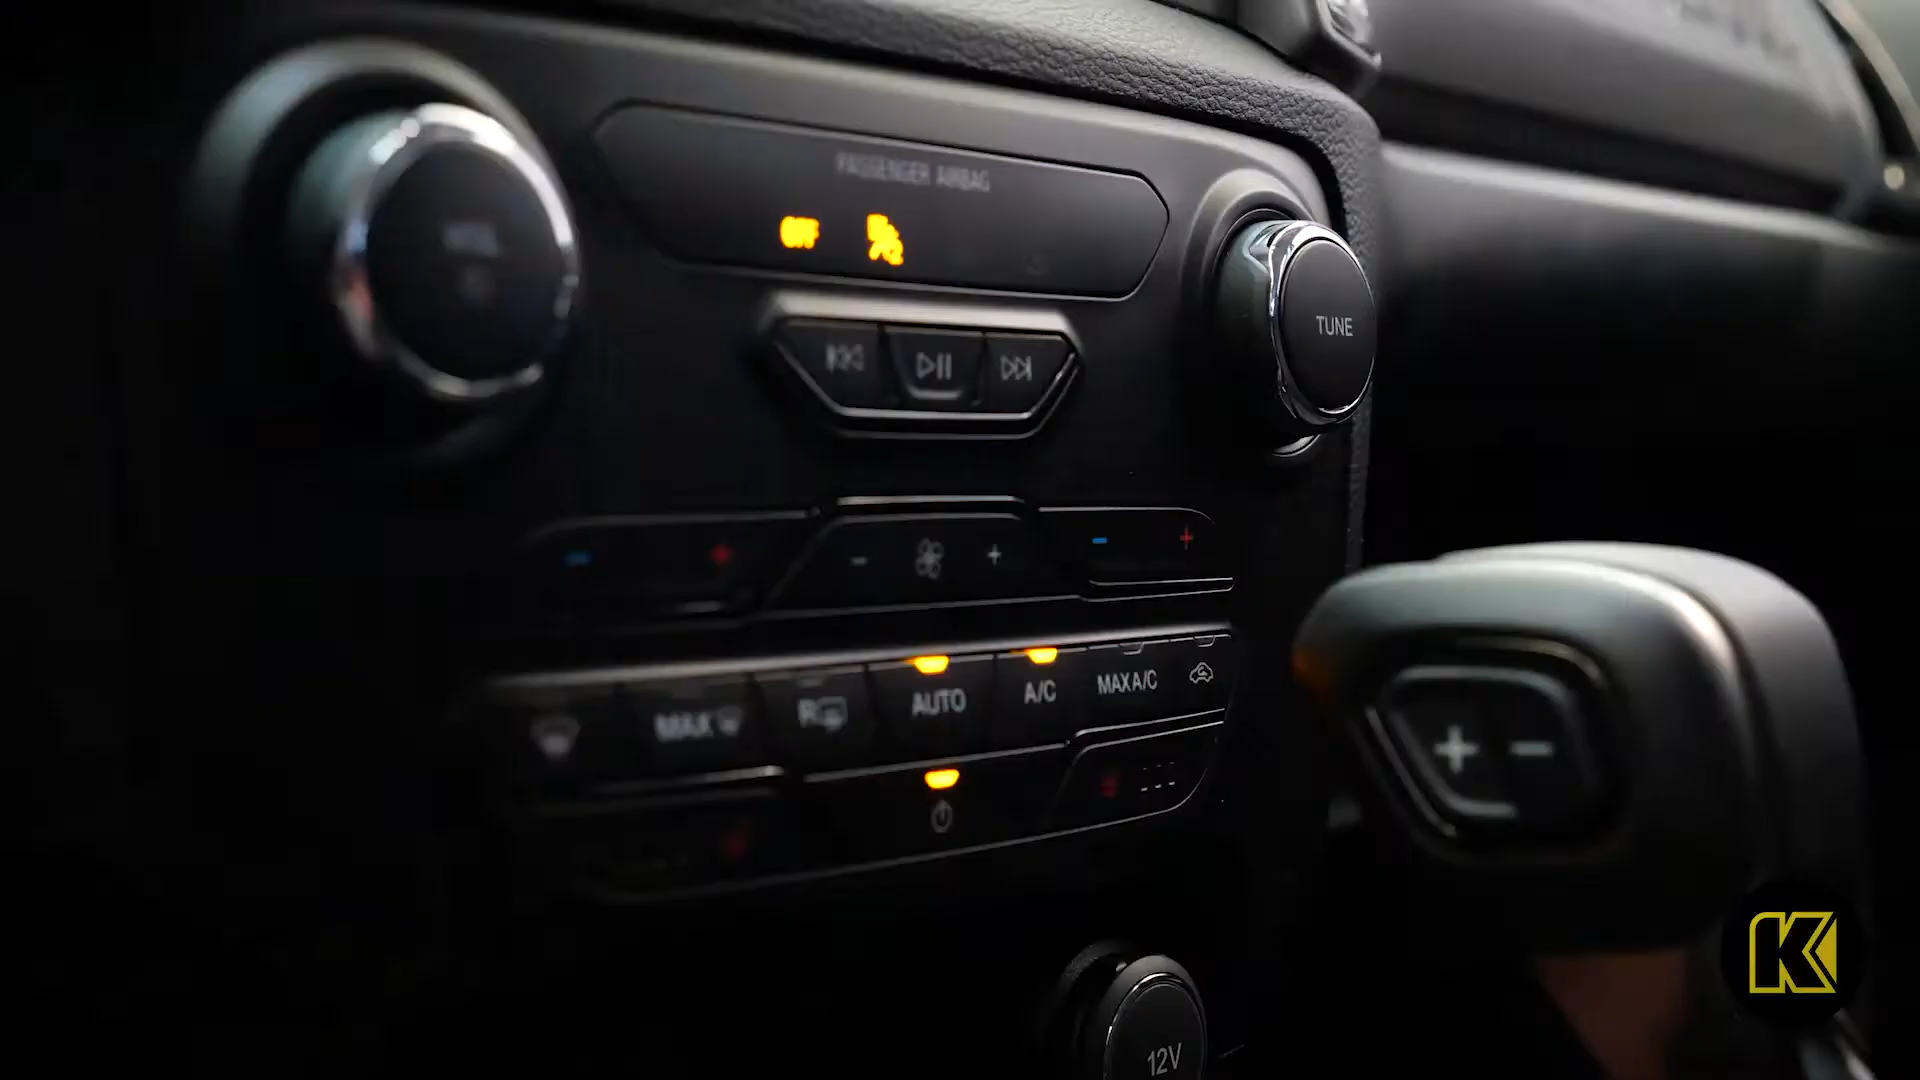 PASSENGER AIRBAG
OFF
TUNE
- +
- +
- +
MAX R AUTO A/C MAX A/C
+ -
K
12V